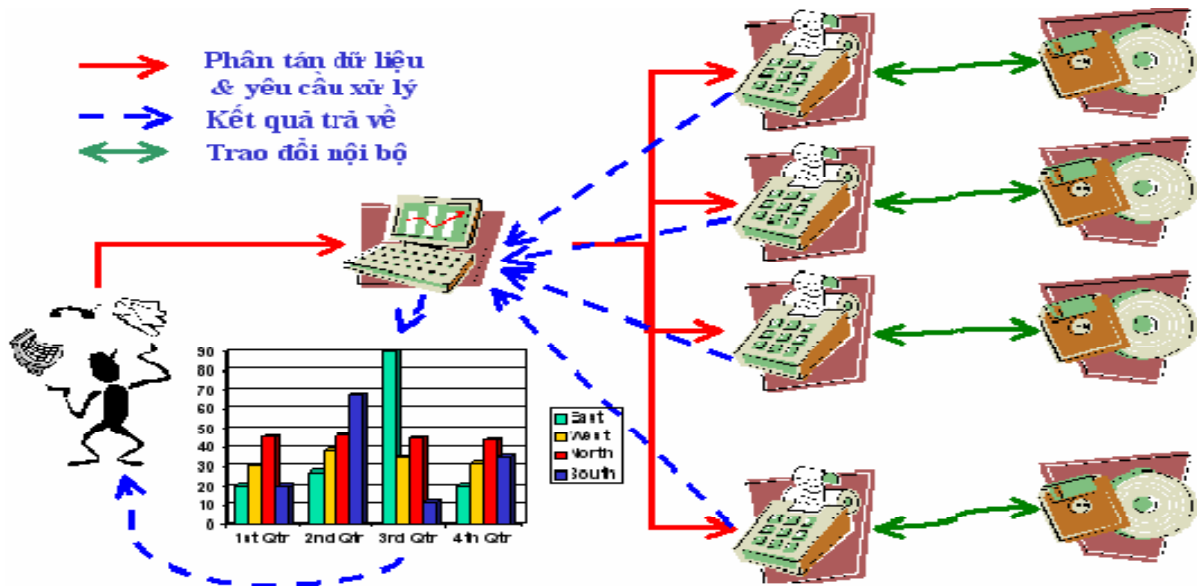 Phân tán dữ liệu
& yêu cầu xử lý
Kết quả trả về
Trao đổi nội bộ
90
80
70
60
50
40
30
20
10
0
1st Qtr 2nd Qtr 3rd Qtr 4th Qtr
East
West
North
South